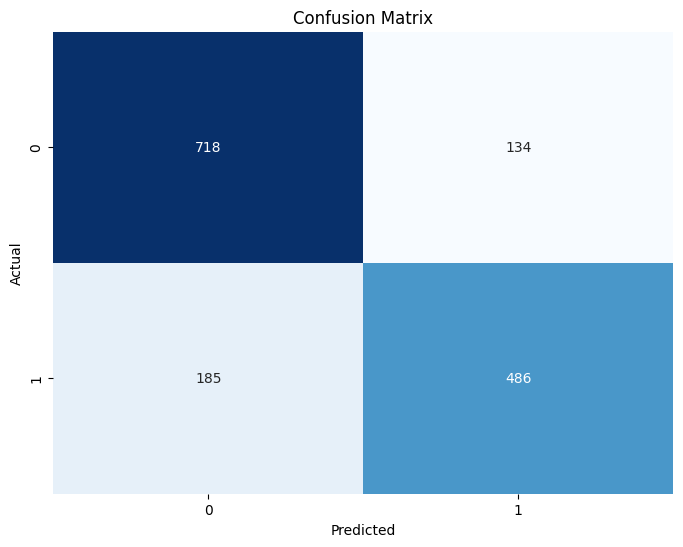 Confusion Matrix
0
718
134
Actual
1
185
486
0
1
Predicted